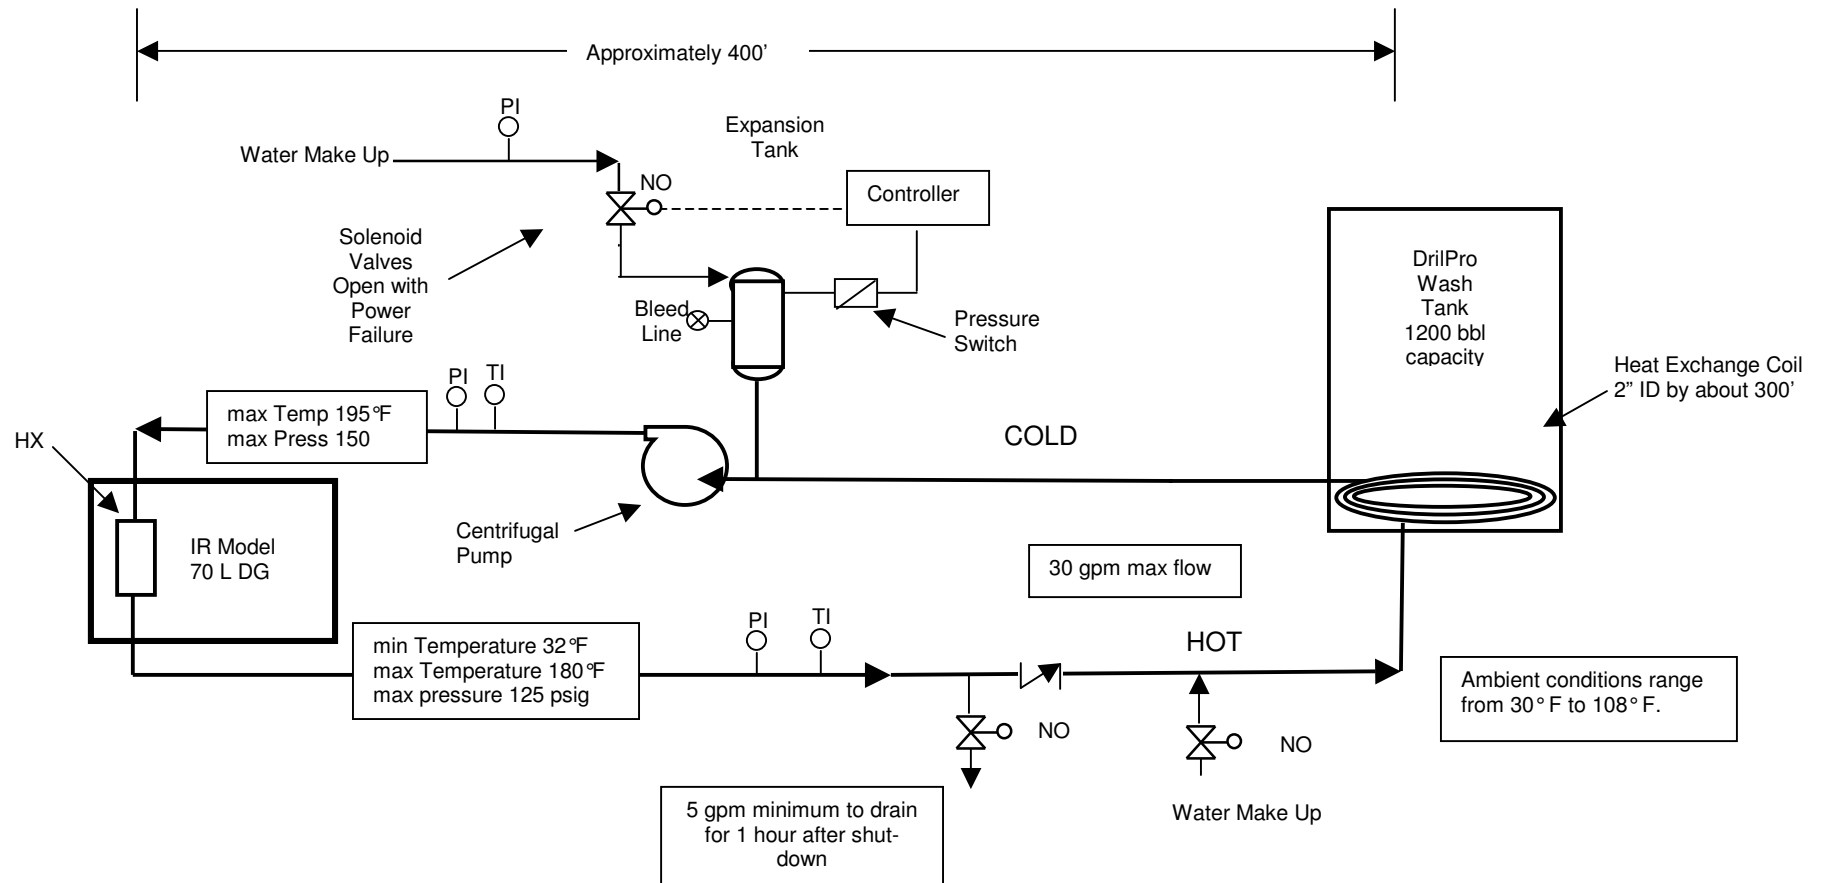 Approximately 400'
PI
Expansion
Tank
Water Make Up
NO
Controller
Solenoid
Valves
Open with
Power
Failure
Bleed
Line
Pressure
Switch
DrilPro
Wash
Tank
1200 bbl
capacity
Heat Exchange Coil
2" ID by about 300'
PI
TI
max Temp 195°F
max Press 150
HX
COLD
Centrifugal
Pump
IR Model
70 L DG
30 gpm max flow
min Temperature 32°F
max Temperature 180°F
max pressure 125 psig
PI
TI
HOT
Ambient conditions range
from 30° F to 108° F.
NO
NO
5 gpm minimum to drain
for 1 hour after shut-
down
Water Make Up